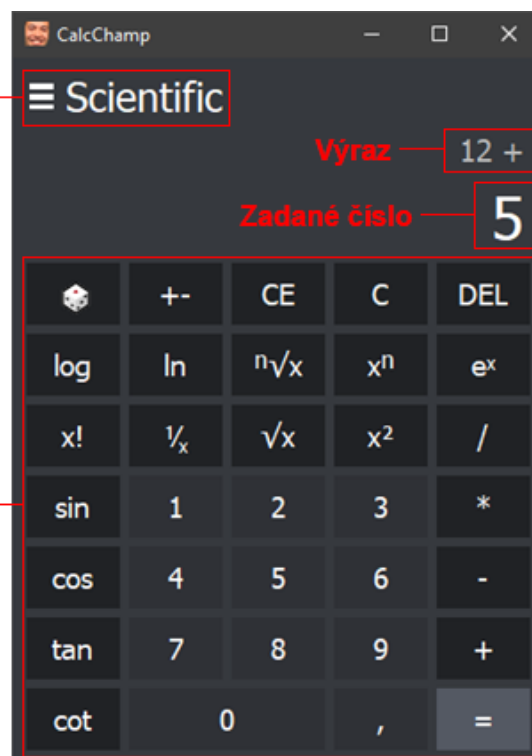 CalcChamp
Scientific
Výraz 12 +
Zadané číslo 5
+- CE C DEL
log ln ⁿ√x xⁿ eˣ
x! ¹⁄ₓ √x x² /
sin 1 2 3 *
cos 4 5 6 -
tan 7 8 9 +
cot 0 , =